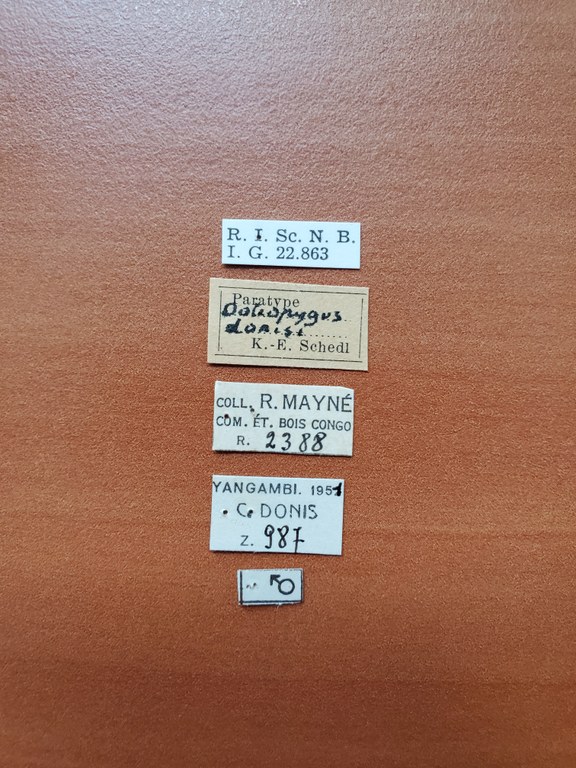 R. I. Sc. N. B.
I. G. 22.863
Paratype
Doliopygus
donisi
K.-E. Schedl
COLL. R. MAYNÉ
COM. ÉT. BOIS CONGO
R. 2388
YANGAMBI. 1951
C. DONIS
Z. 987
♂